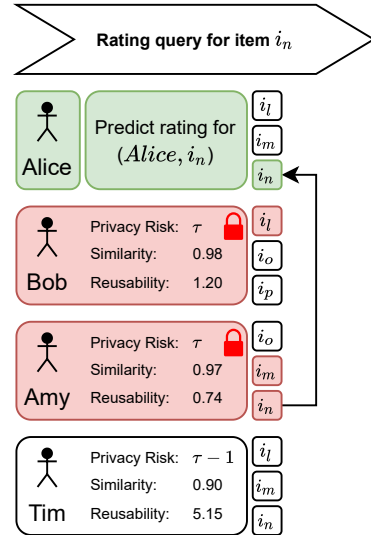 Rating query for item i_n
Alice
Predict rating for
(Alice, i_n)
i_l
i_m
i_n
Bob
Privacy Risk: τ
Similarity: 0.98
Reusability: 1.20
i_l
i_o
i_p
Amy
Privacy Risk: τ
Similarity: 0.97
Reusability: 0.74
i_o
i_m
i_n
Tim
Privacy Risk: τ − 1
Similarity: 0.90
Reusability: 5.15
i_l
i_m
i_n